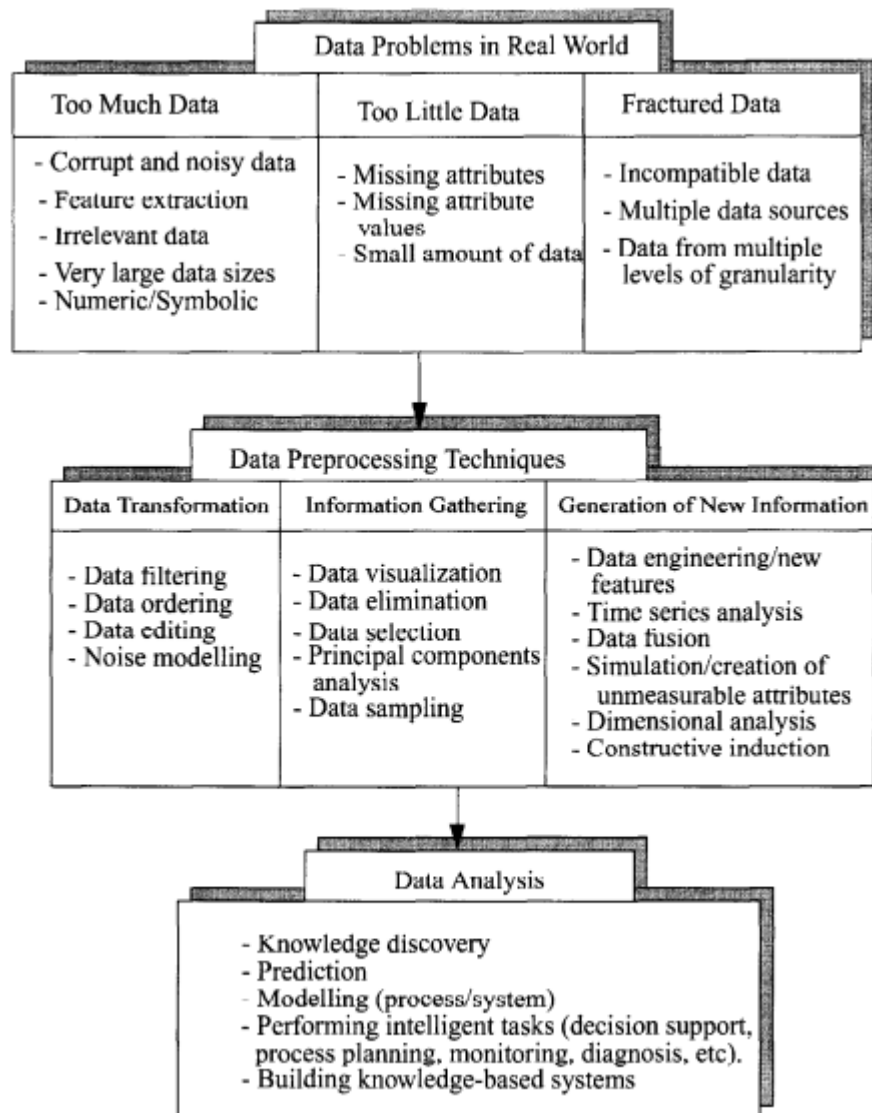 Data Problems in Real World
Too Much Data
- Corrupt and noisy data
- Feature extraction
- Irrelevant data
- Very large data sizes
- Numeric/Symbolic
Too Little Data
- Missing attributes
- Missing attribute
values
- Small amount of data
Fractured Data
- Incompatible data
- Multiple data sources
- Data from multiple
levels of granularity
Data Preprocessing Techniques
Data Transformation
- Data filtering
- Data ordering
- Data editing
- Noise modelling
Information Gathering
- Data visualization
- Data elimination
- Data selection
- Principal components
analysis
- Data sampling
Generation of New Information
- Data engineering/new
features
- Time series analysis
- Data fusion
- Simulation/creation of
unmeasurable attributes
- Dimensional analysis
- Constructive induction
Data Analysis
- Knowledge discovery
- Prediction
- Modelling (process/system)
- Performing intelligent tasks (decision support,
process planning, monitoring, diagnosis, etc).
- Building knowledge-based systems